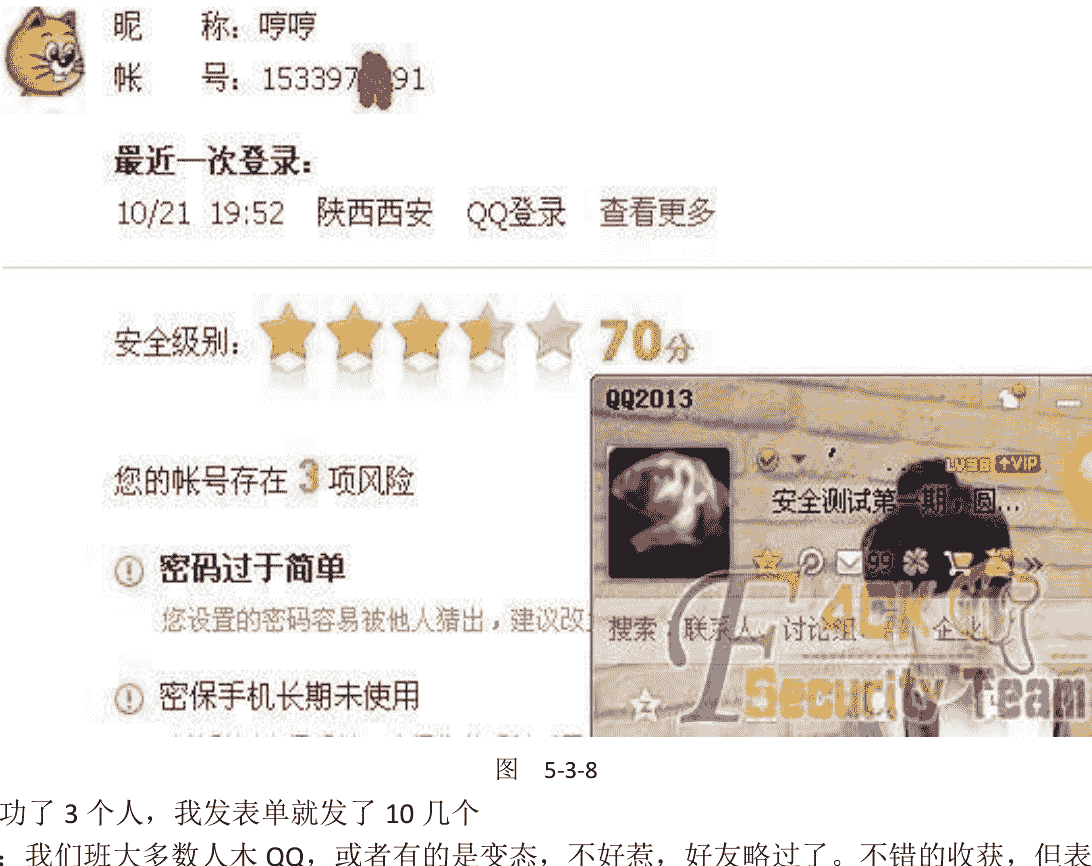 昵 称：哼哼
帐 号：153397 91
最近一次登录：
10/21 19:52 陕西西安 QQ登录 查看更多
安全级别： 70分
QQ2013
您的帐号存在 3 项风险
安全测试第一期，圆...
密码过于简单
99
您设置的密码容易被他人猜出，建议改
搜索 联系人 讨论组 企业
F4CK
Security Team
密保手机长期未使用
图 5-3-8
功了 3 个人，我发表单就发了 10 几个
：我们班大多数人木 QQ，或者有的是变态，不好惹，好友略过了。不错的收获，但表